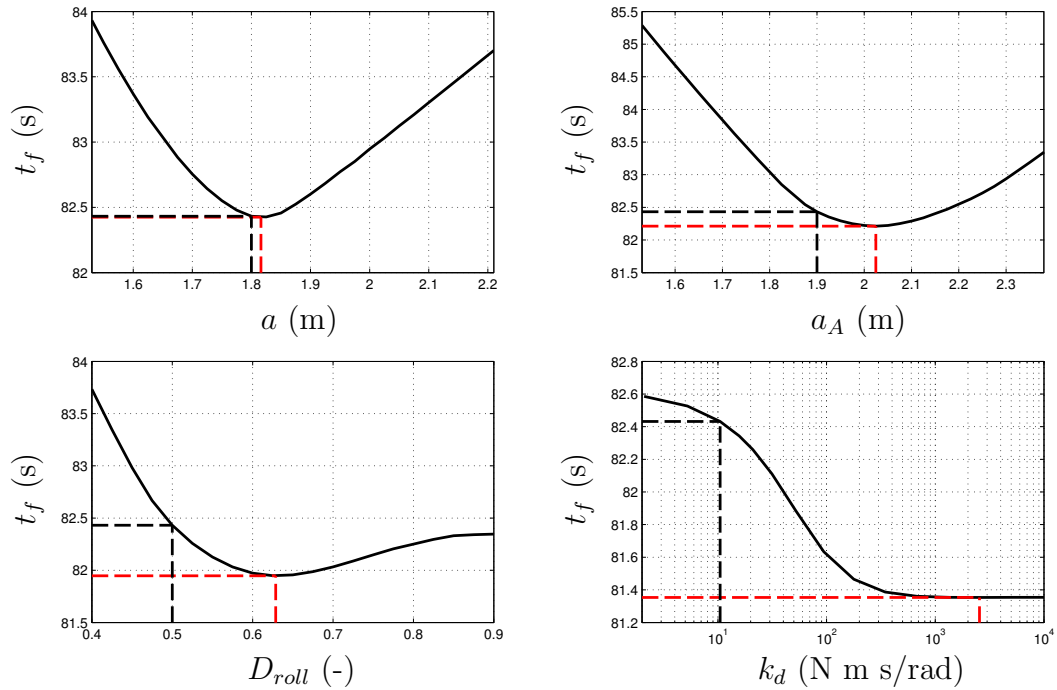 84
83.5
83
82.5
82
t_f (s)
1.6 1.7 1.8 1.9 2 2.1 2.2
a (m)
85.5
85
84.5
84
83.5
83
82.5
82
81.5
t_f (s)
1.6 1.7 1.8 1.9 2 2.1 2.2 2.3
a_A (m)
84
83.5
83
82.5
82
81.5
t_f (s)
0.4 0.5 0.6 0.7 0.8 0.9
D_{roll} (-)
82.8
82.6
82.4
82.2
82
81.8
81.6
81.4
81.2
t_f (s)
10^1 10^2 10^3 10^4
k_d (N m s/rad)